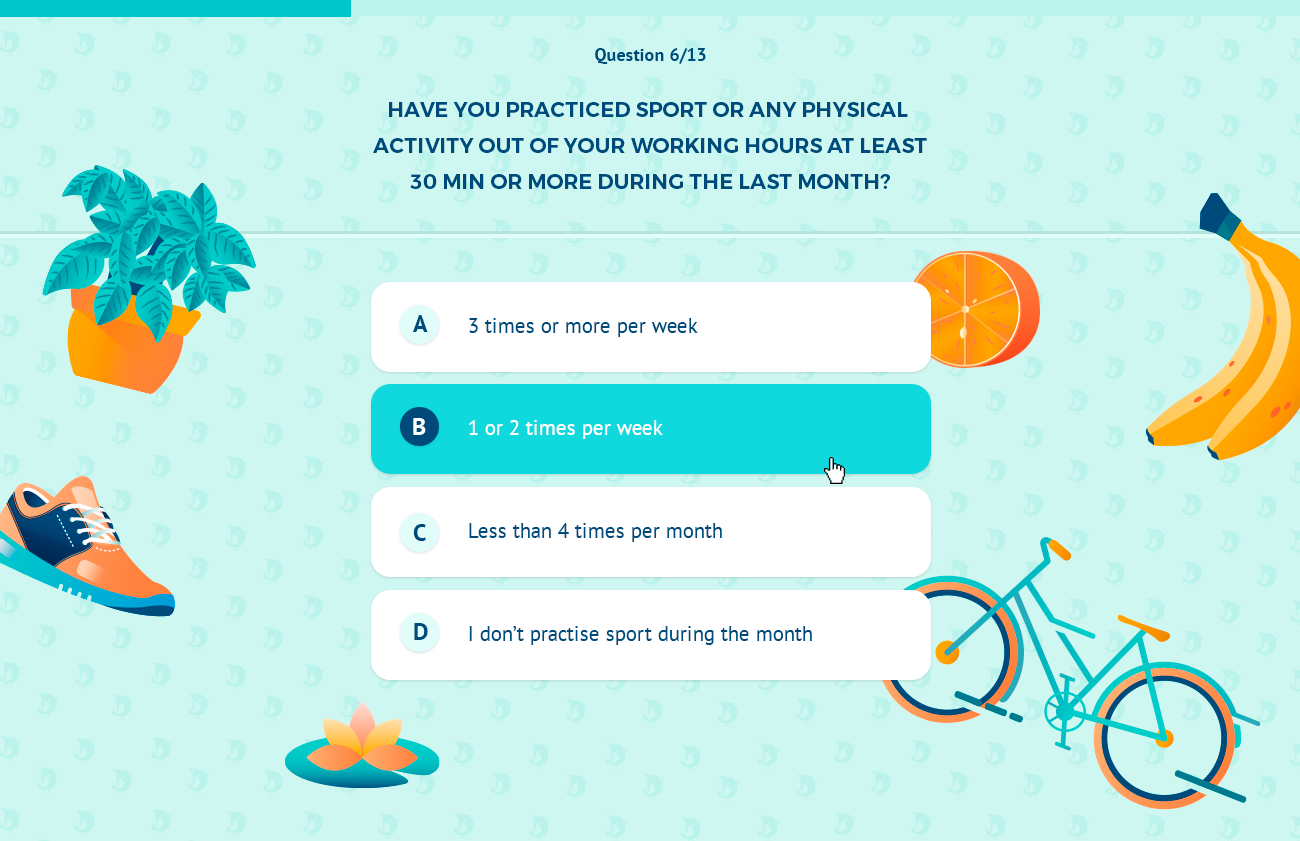 Question 6/13
HAVE YOU PRACTICED SPORT OR ANY PHYSICAL
ACTIVITY OUT OF YOUR WORKING HOURS AT LEAST
30 MIN OR MORE DURING THE LAST MONTH?
A 3 times or more per week
B 1 or 2 times per week
C Less than 4 times per month
D I don’t practise sport during the month